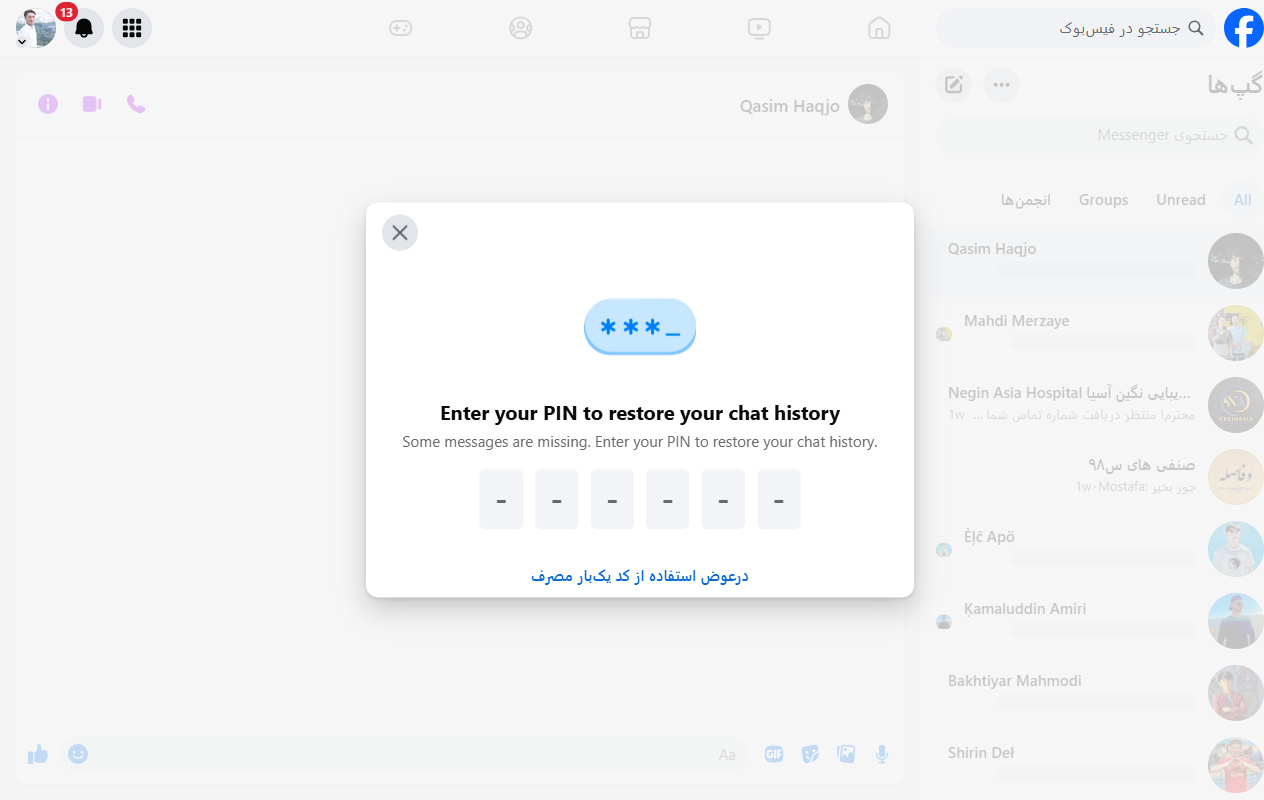 13
جستجو در فیس‌بوک
گپ‌ها
جستجوی Messenger
All
Unread
Groups
انجمن‌ها
Qasim Haqjo
Qasim Haqjo
Mahdi Merzaye
Negin Asia Hospital یبایی نگین آسیا...
محترم! منتظر دریافت شماره تماس شما ... · 1w
صنفی های س۹۸
Mostafa: جور بخیر · 1w
Èļč Apö
Ķamaluddin Amiri
Bakhtiyar Mahmodi
Shirin Deł
***_
Enter your PIN to restore your chat history
Some messages are missing. Enter your PIN to restore your chat history.
- - - - - -
درعوض استفاده از کد یک‌بار مصرف
Aa
GIF